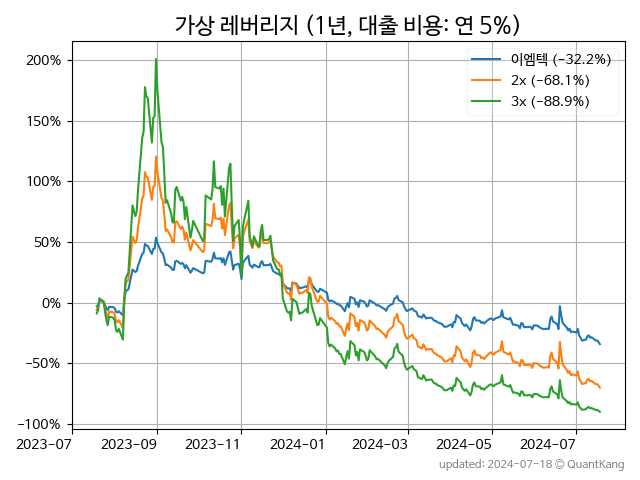 가상 레버리지 (1년, 대출 비용: 연 5%)
이엠텍 (-32.2%)
2x (-68.1%)
3x (-88.9%)
200%
150%
100%
50%
0%
-50%
-100%
2023-07 2023-09 2023-11 2024-01 2024-03 2024-05 2024-07
updated: 2024-07-18 © QuantKang